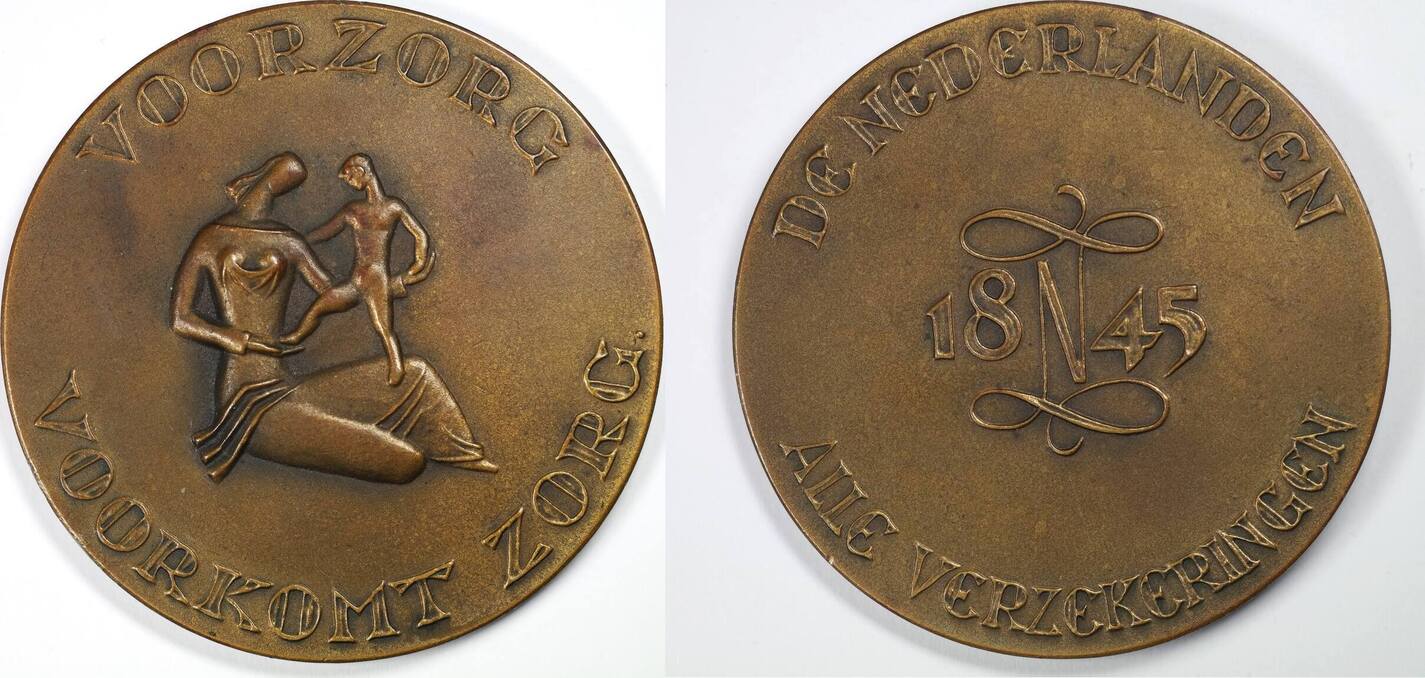 VOORZORG
VOORKOMT ZORG.
DE NEDERLANDEN
18 N 45
ALLE VERZEKERINGEN